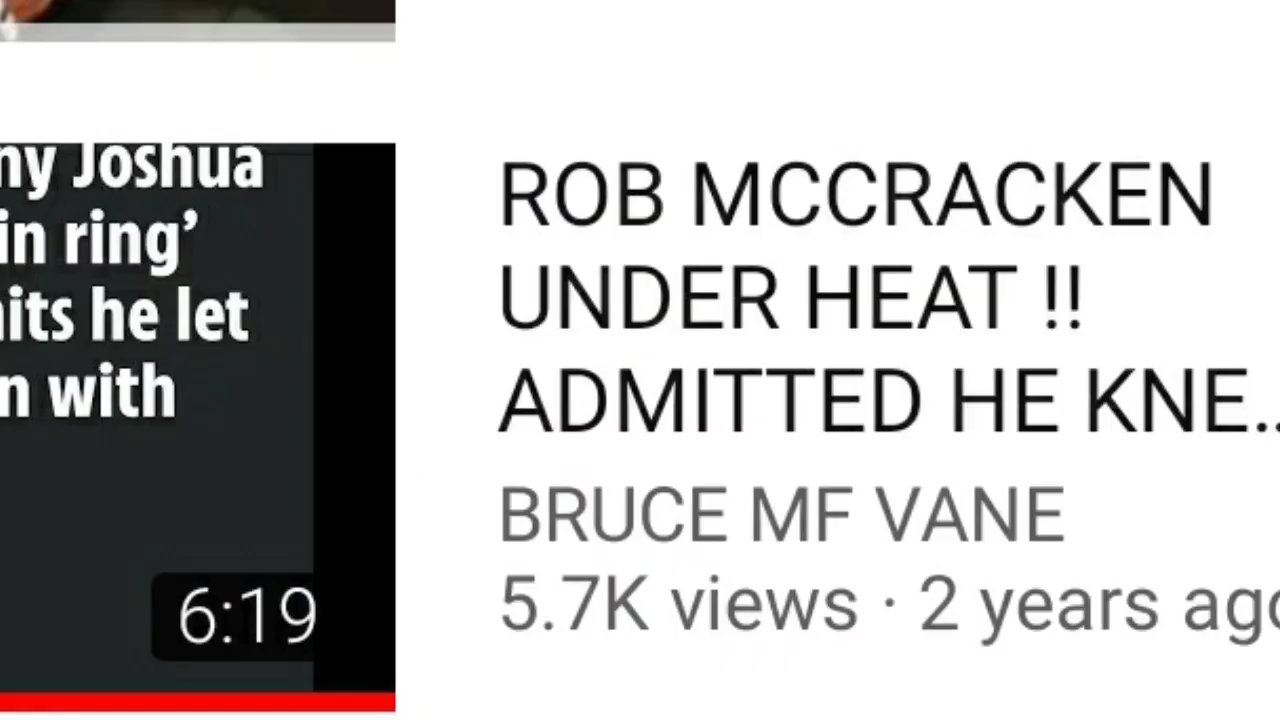 ny Joshua
in ring’
he let
with
6:19
ROB MCCRACKEN
UNDER HEAT !!
ADMITTED HE KNE..
BRUCE MF VANE
5.7K views · 2 years ago